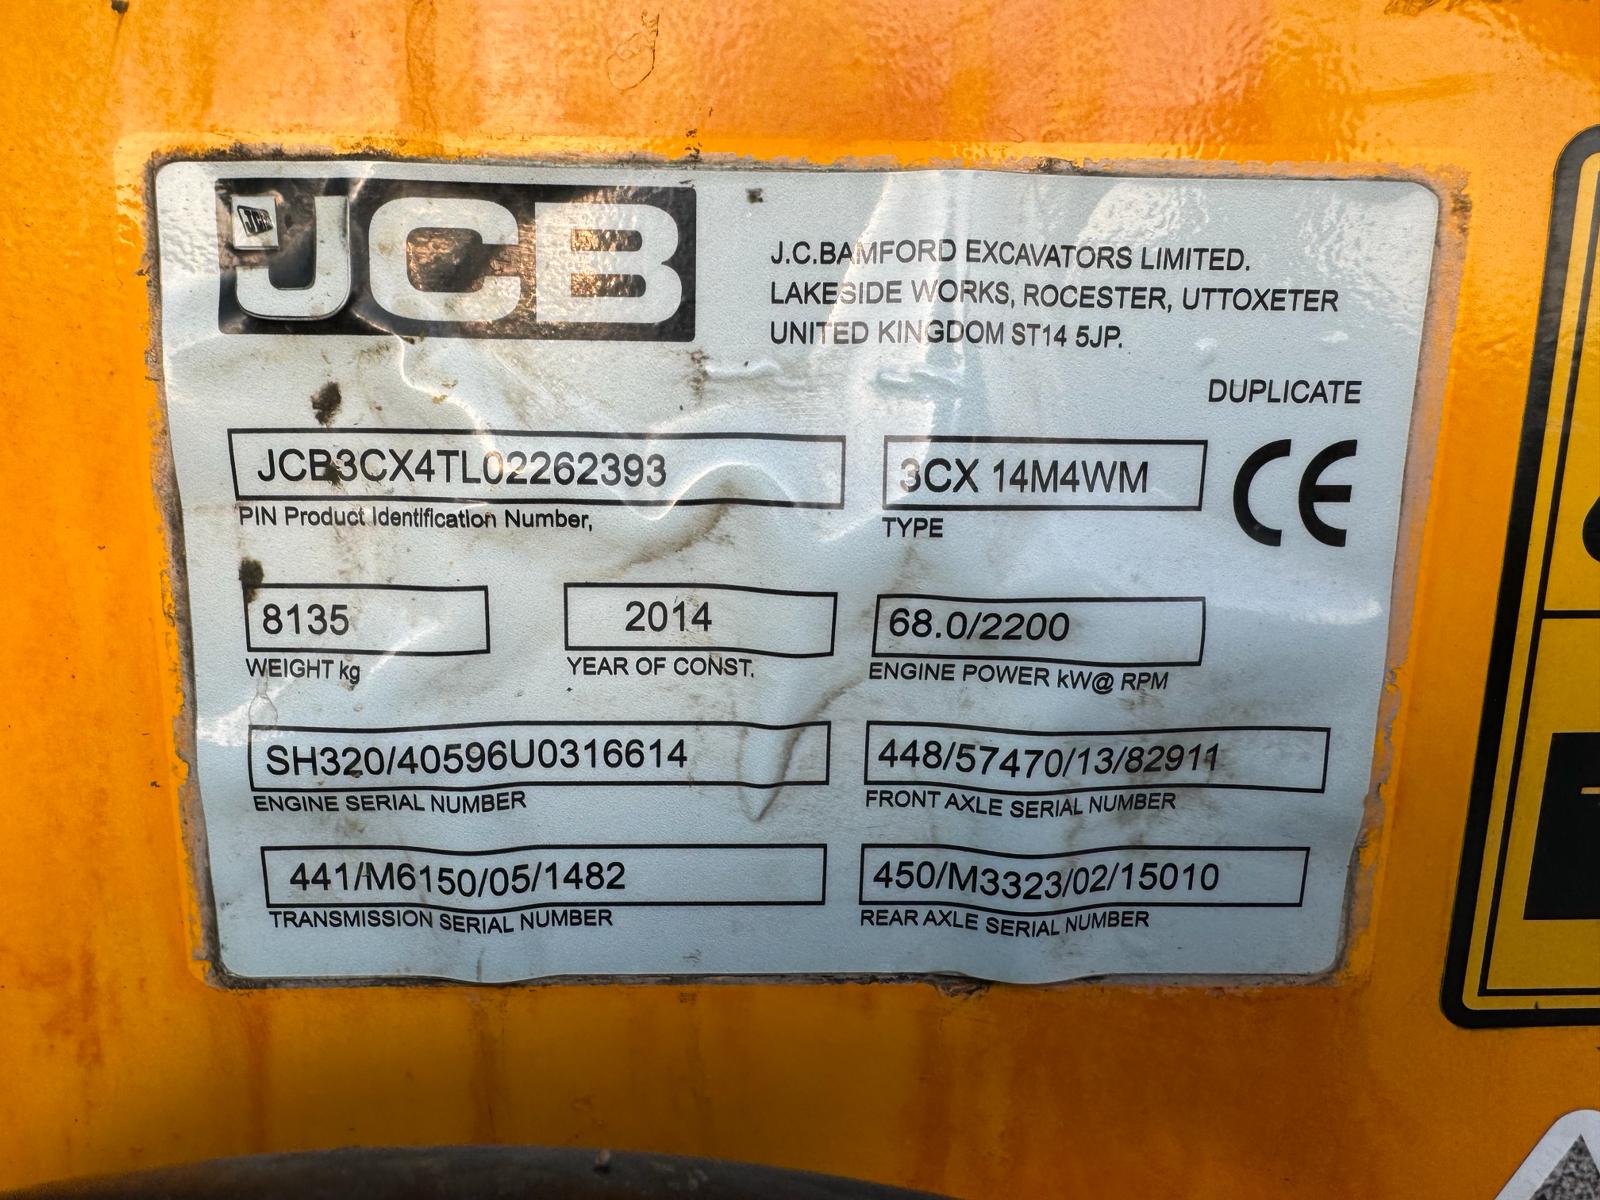 JCB
J.C.BAMFORD EXCAVATORS LIMITED.
LAKESIDE WORKS, ROCESTER, UTTOXETER
UNITED KINGDOM ST14 5JP.
DUPLICATE
JCB3CX4TL02262393
PIN Product Identification Number,
3CX 14M4WM
TYPE
CE
8135
WEIGHT kg
2014
YEAR OF CONST.
68.0/2200
ENGINE POWER kW@ RPM
SH320/40596U0316614
ENGINE SERIAL NUMBER
448/57470/13/82911
FRONT AXLE SERIAL NUMBER
441/M6150/05/1482
TRANSMISSION SERIAL NUMBER
450/M3323/02/15010
REAR AXLE SERIAL NUMBER